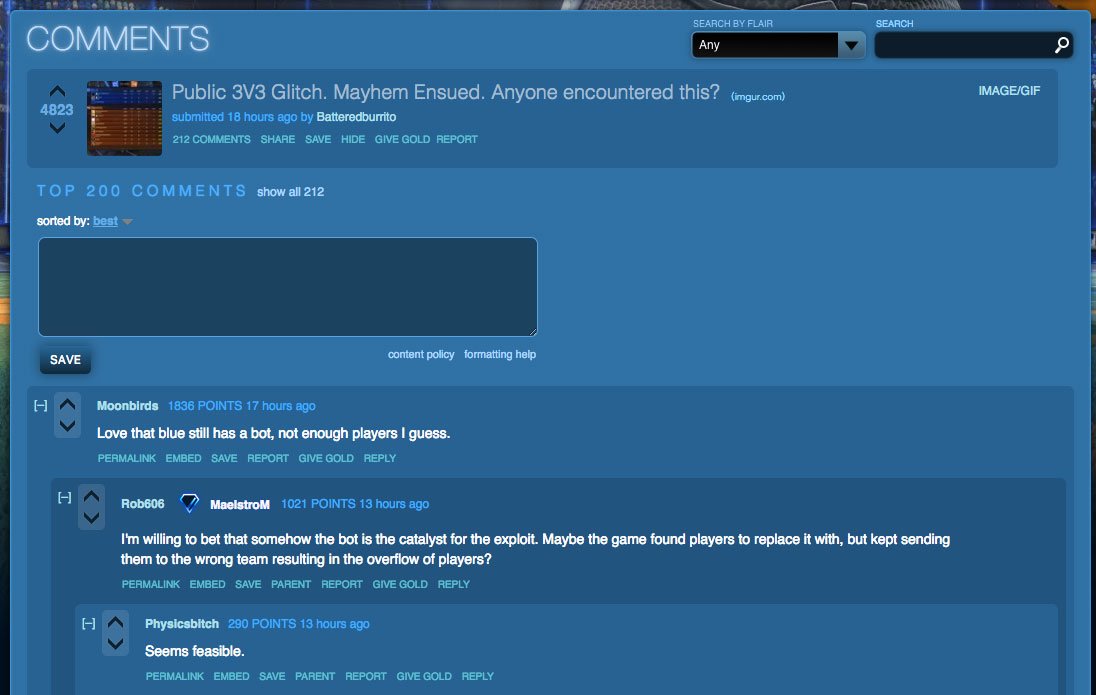 COMMENTS
SEARCH BY FLAIR
Any
SEARCH
4823
Public 3V3 Glitch. Mayhem Ensued. Anyone encountered this? (imgur.com)
IMAGE/GIF
submitted 18 hours ago by Batteredburrito
212 COMMENTS SHARE SAVE HIDE GIVE GOLD REPORT
TOP 200 COMMENTS show all 212
sorted by: best
SAVE
content policy formatting help
[–] Moonbirds 1836 POINTS 17 hours ago
Love that blue still has a bot, not enough players I guess.
PERMALINK EMBED SAVE REPORT GIVE GOLD REPLY
[–] Rob606 MaelstroM 1021 POINTS 13 hours ago
I'm willing to bet that somehow the bot is the catalyst for the exploit. Maybe the game found players to replace it with, but kept sending
them to the wrong team resulting in the overflow of players?
PERMALINK EMBED SAVE PARENT REPORT GIVE GOLD REPLY
[–] Physicsbitch 290 POINTS 13 hours ago
Seems feasible.
PERMALINK EMBED SAVE PARENT REPORT GIVE GOLD REPLY